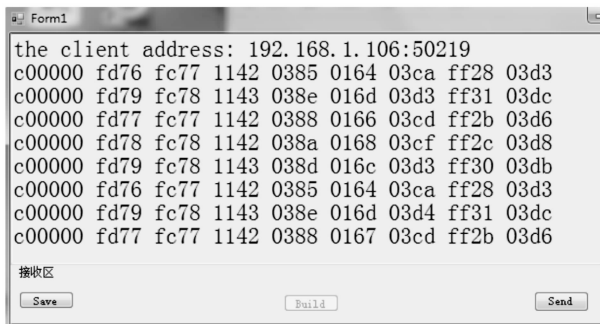 Form1
the client address: 192.168.1.106:50219
c00000 fd76 fc77 1142 0385 0164 03ca ff28 03d3
c00000 fd79 fc78 1143 038e 016d 03d3 ff31 03dc
c00000 fd77 fc77 1142 0388 0166 03cd ff2b 03d6
c00000 fd78 fc78 1142 038a 0168 03cf ff2c 03d8
c00000 fd79 fc78 1143 038d 016c 03d3 ff30 03db
c00000 fd76 fc77 1142 0385 0164 03ca ff28 03d3
c00000 fd79 fc78 1143 038e 016d 03d4 ff31 03dc
c00000 fd77 fc77 1142 0388 0167 03cd ff2b 03d6
接收区
Save Build Send